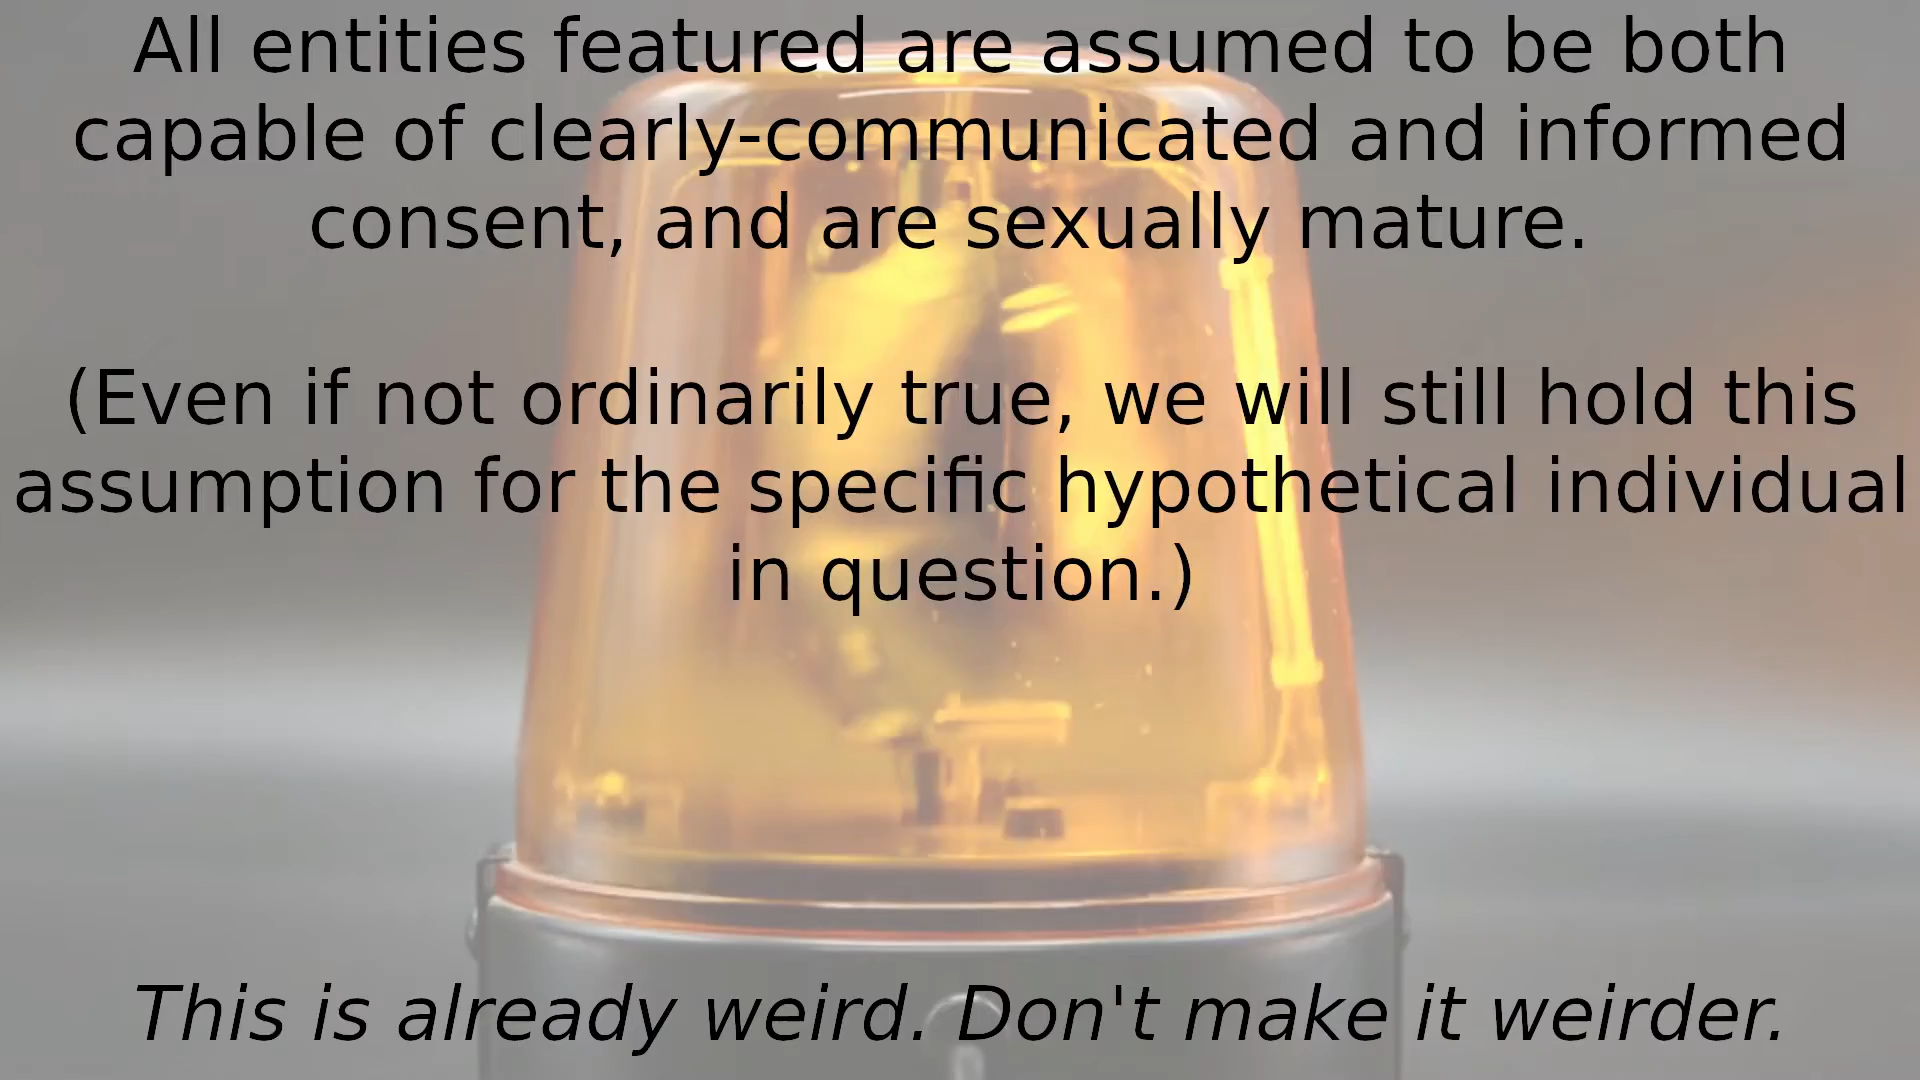 All entities featured are assumed to be both
capable of clearly-communicated and informed
consent, and are sexually mature.
(Even if not ordinarily true, we will still hold this
assumption for the specific hypothetical individual
in question.)
This is already weird. Don't make it weirder.